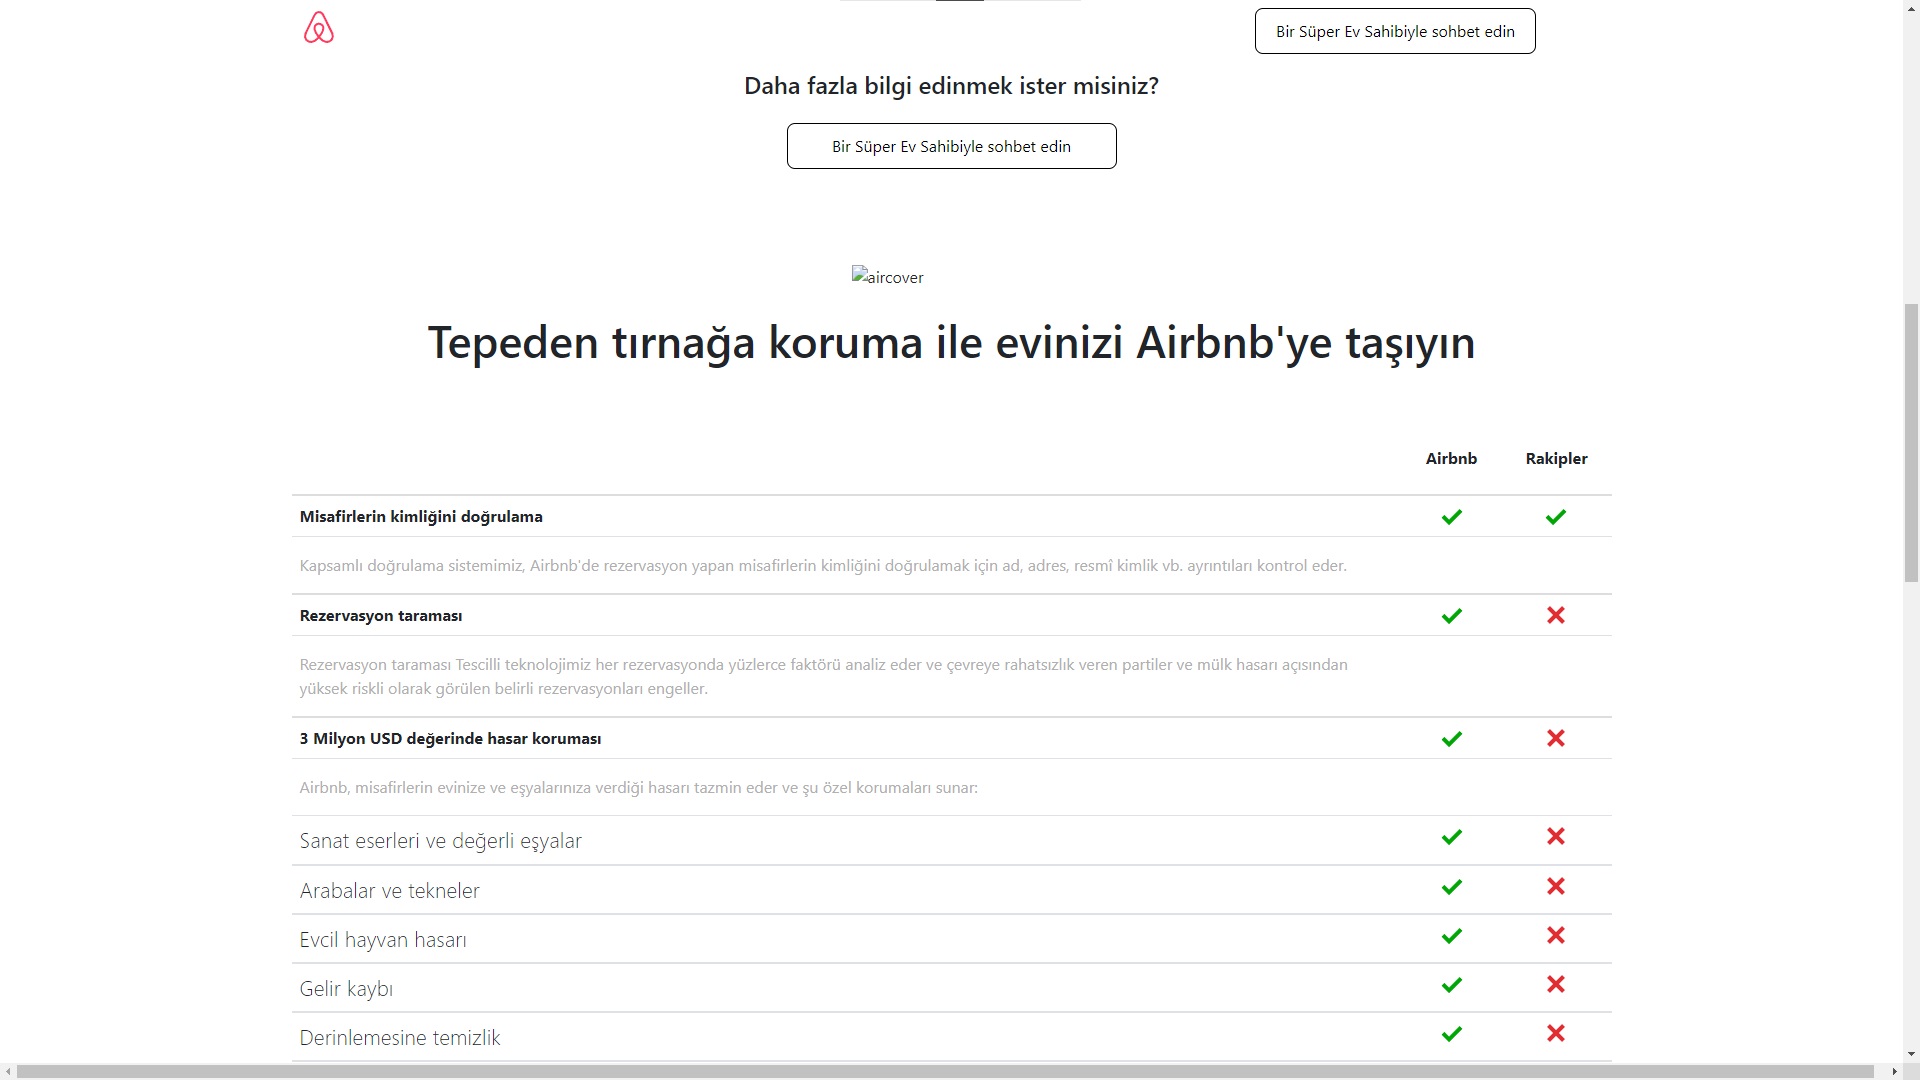 Bir Süper Ev Sahibiyle sohbet edin
Daha fazla bilgi edinmek ister misiniz?
Bir Süper Ev Sahibiyle sohbet edin
aircover
Tepeden tırnağa koruma ile evinizi Airbnb'ye taşıyın
Airbnb Rakipler
Misafirlerin kimliğini doğrulama
Kapsamlı doğrulama sistemimiz, Airbnb'de rezervasyon yapan misafirlerin kimliğini doğrulamak için ad, adres, resmî kimlik vb. ayrıntıları kontrol eder.
Rezervasyon taraması
Rezervasyon taraması Tescilli teknolojimiz her rezervasyonda yüzlerce faktörü analiz eder ve çevreye rahatsızlık veren partiler ve mülk hasarı açısından
yüksek riskli olarak görülen belirli rezervasyonları engeller.
3 Milyon USD değerinde hasar koruması
Airbnb, misafirlerin evinize ve eşyalarınıza verdiği hasarı tazmin eder ve şu özel korumaları sunar:
Sanat eserleri ve değerli eşyalar
Arabalar ve tekneler
Evcil hayvan hasarı
Gelir kaybı
Derinlemesine temizlik